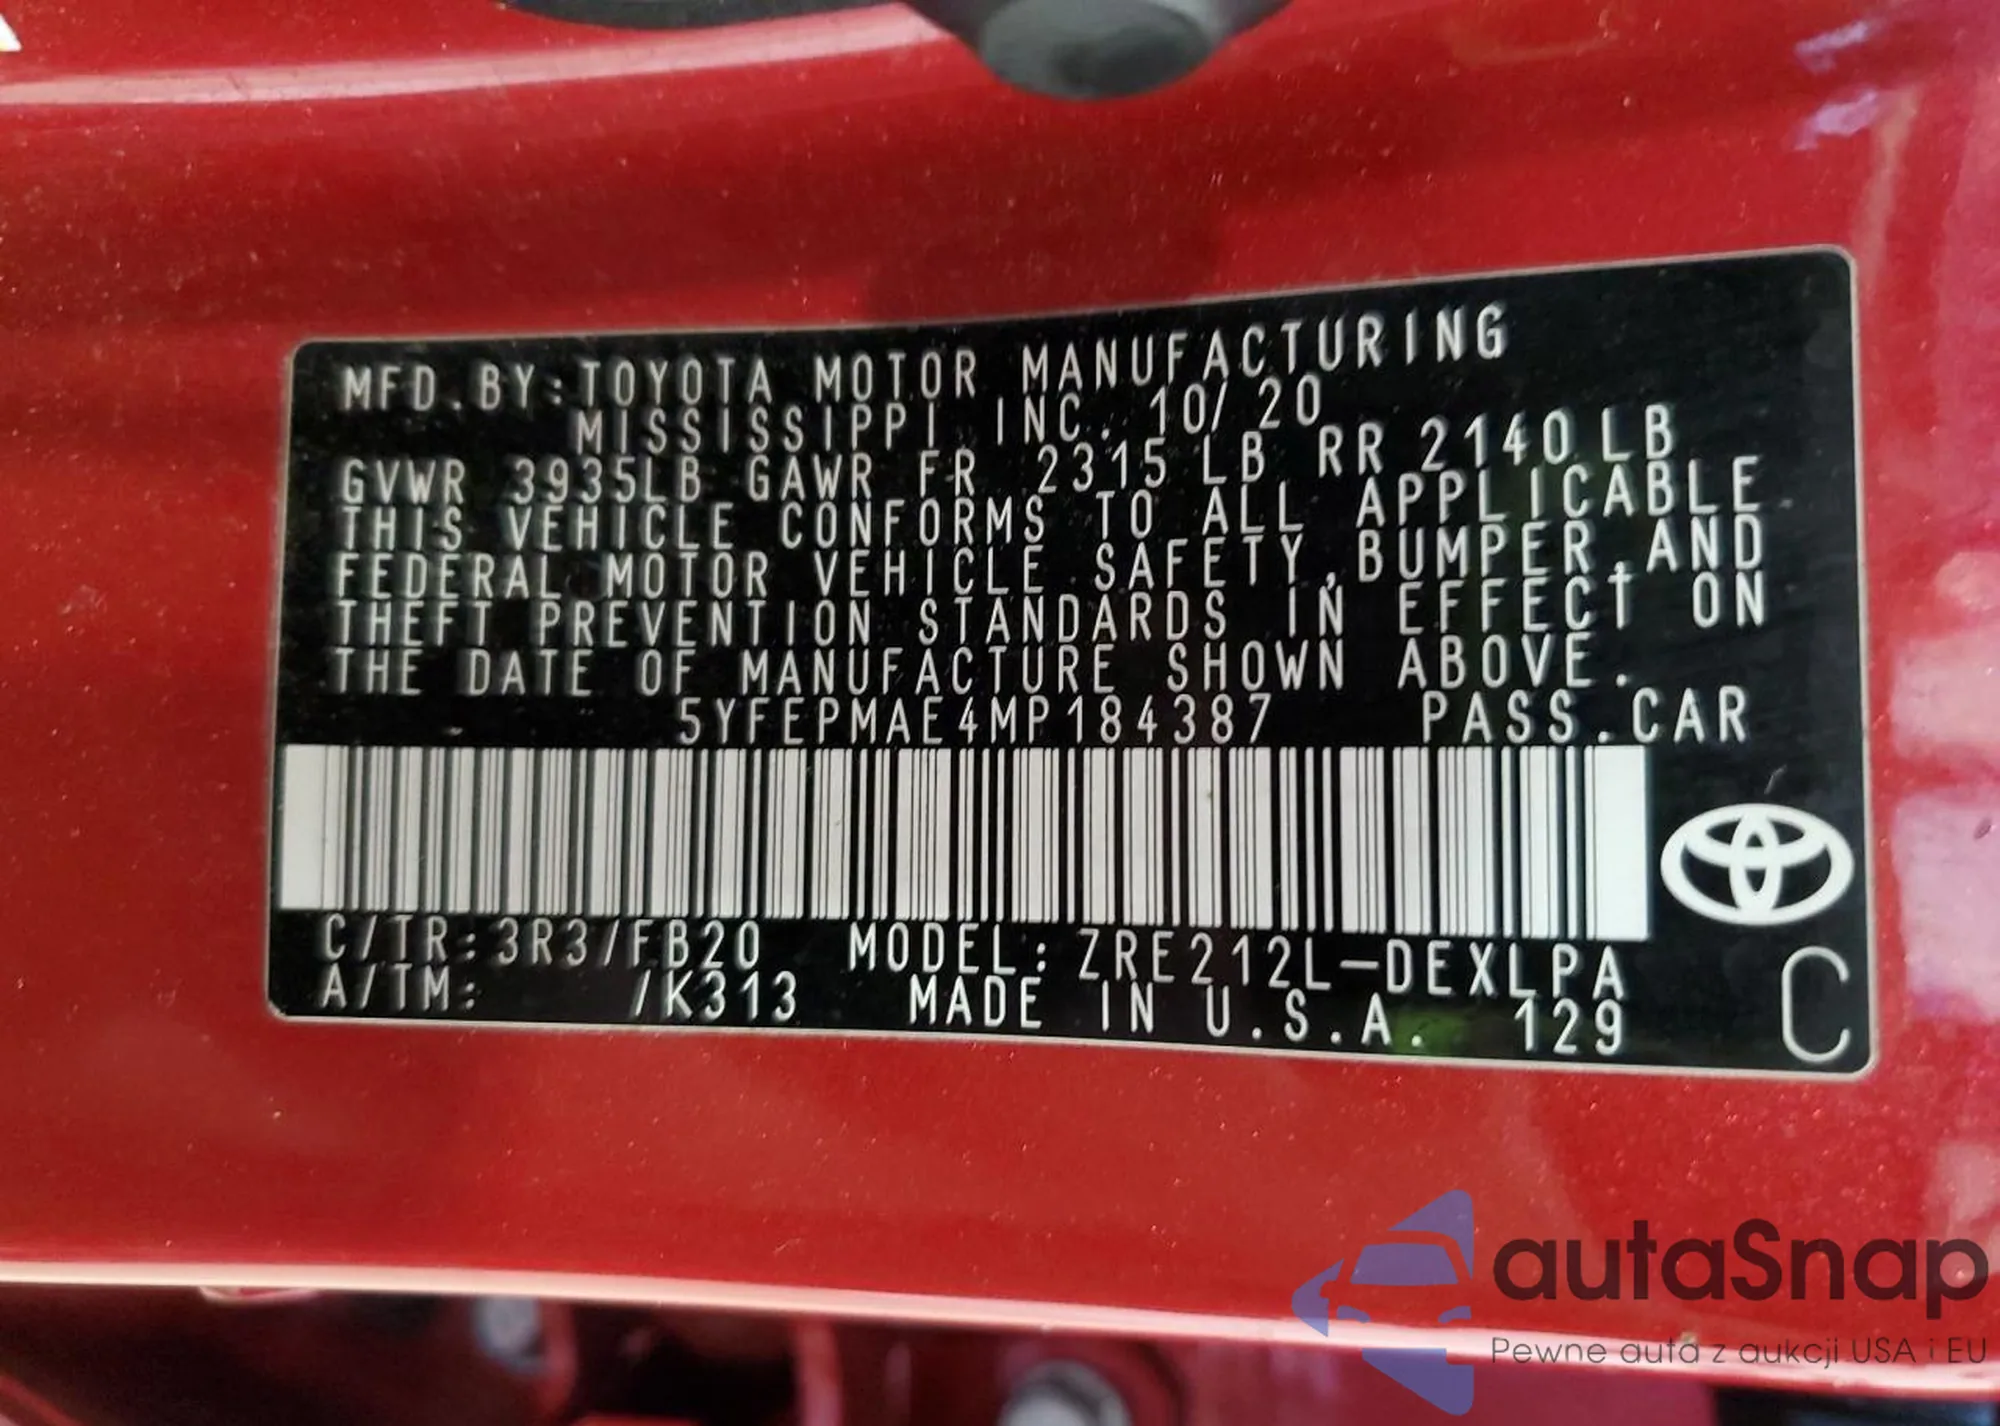 MFD.BY:TOYOTA MOTOR MANUFACTURING
MISSISSIPPI INC. 10/20
GVWR 3935LB GAWR FR 2315LB RR 2140LB
THIS VEHICLE CONFORMS TO ALL APPLICABLE
FEDERAL MOTOR VEHICLE SAFETY,BUMPER,AND
THEFT PREVENTION STANDARDS IN EFFECT ON
THE DATE OF MANUFACTURE SHOWN ABOVE.
5YFEPMAE4MP184387 PASS.CAR
C/TR:3R3/FB20 MODEL:ZRE212L-DEXLPA
A/TM: /K313 MADE IN U.S.A. 129
C
autaSnap
Pewne auta z aukcji USA i EU